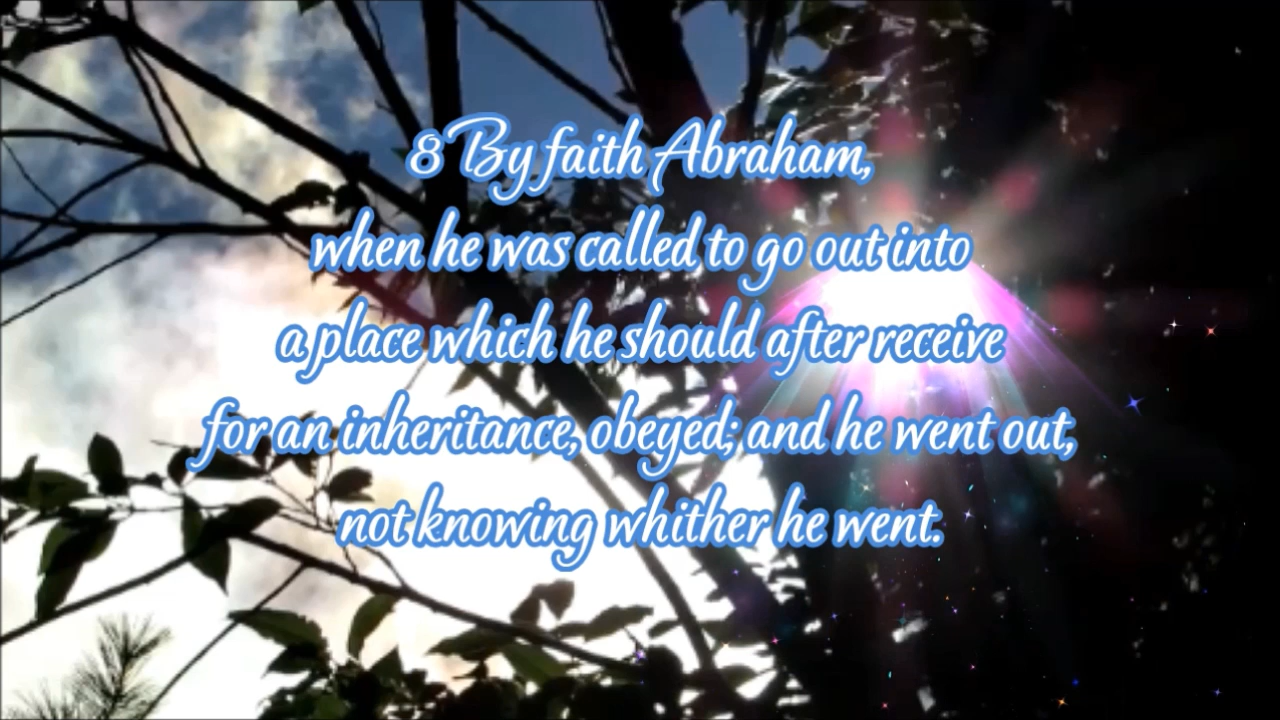 8 By faith Abraham,
when he was called to go out into
a place which he should after receive
for an inheritance, obeyed; and he went out,
not knowing whither he went.